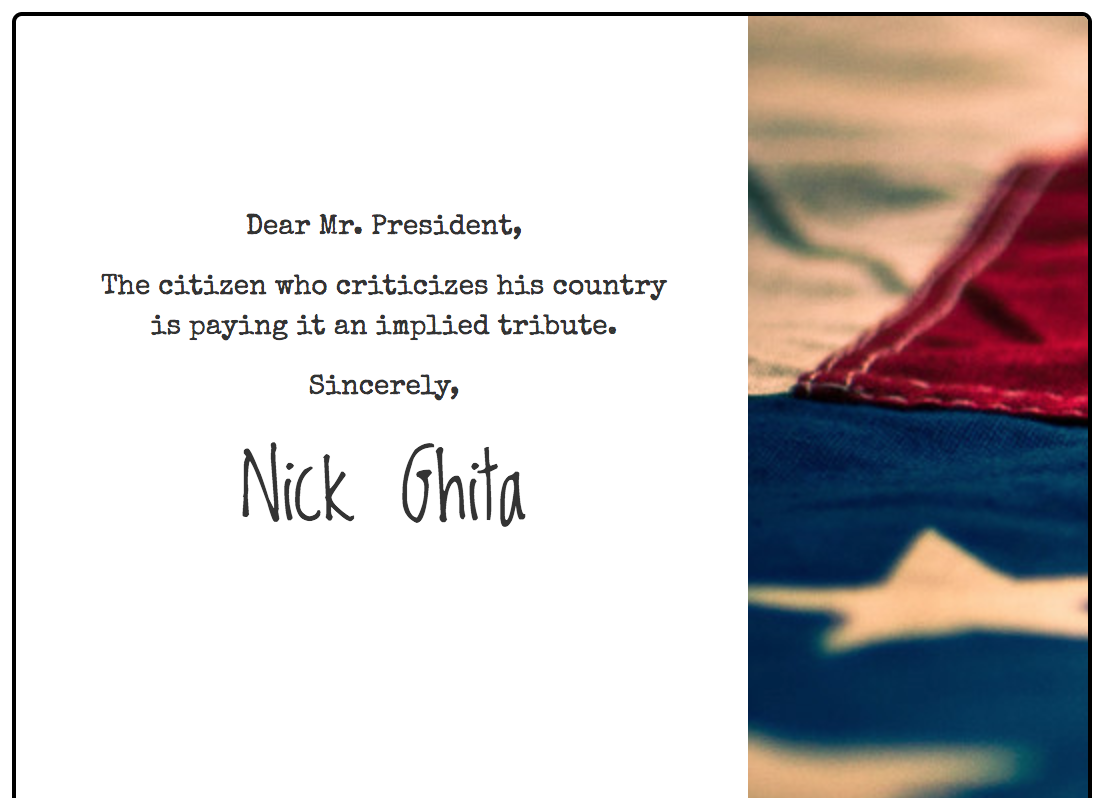 Dear Mr. President,
The citizen who criticizes his country
is paying it an implied tribute.
Sincerely,
Nick Ghita